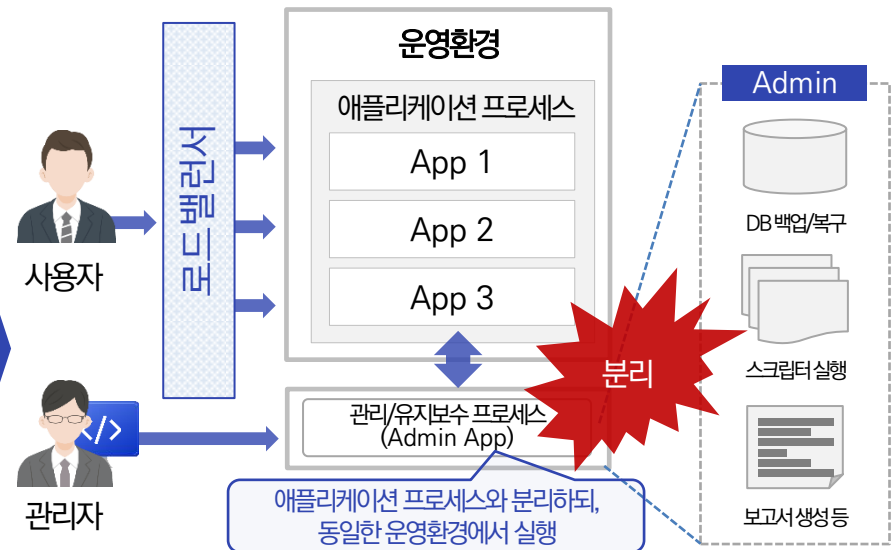 운영환경
애플리케이션 프로세스
App 1
App 2
App 3
로드밸런서
사용자
관리자
</>
관리/유지보수 프로세스
(Admin App)
애플리케이션 프로세스와 분리하되,
동일한 운영환경에서 실행
분리
Admin
DB 백업/복구
스크립터 실행
보고서 생성 등